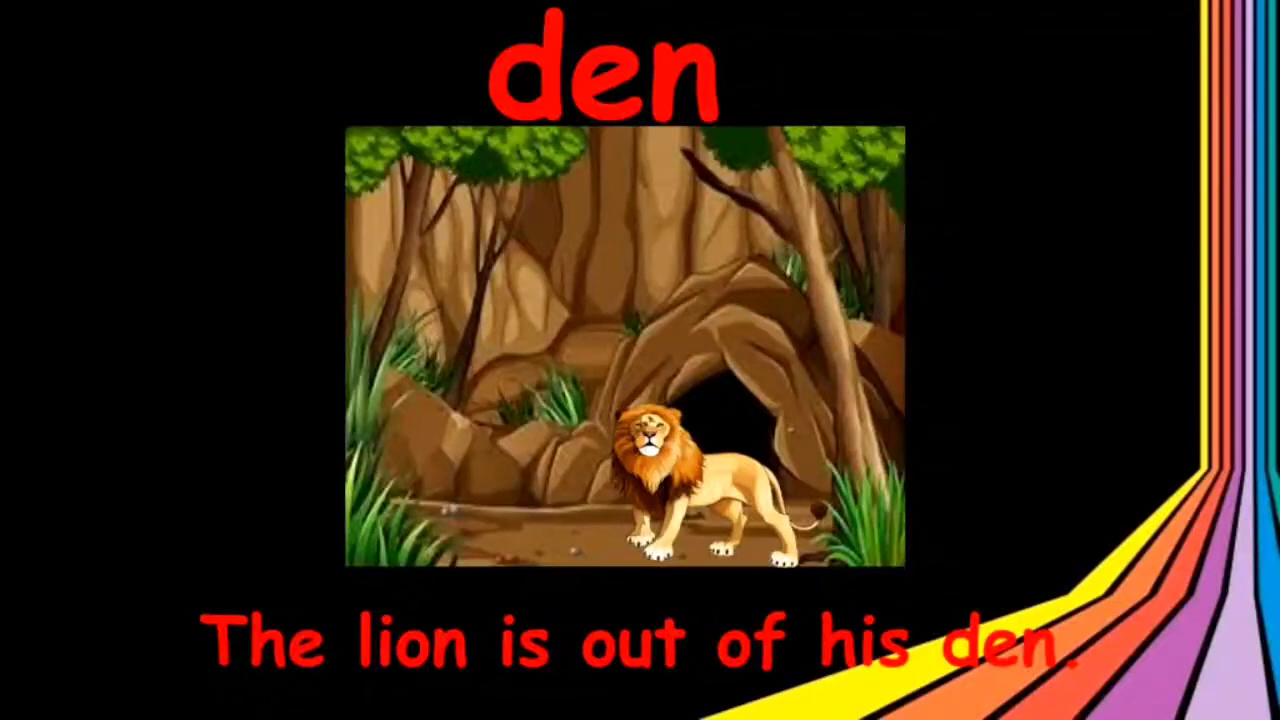 den
The lion is out of his den.